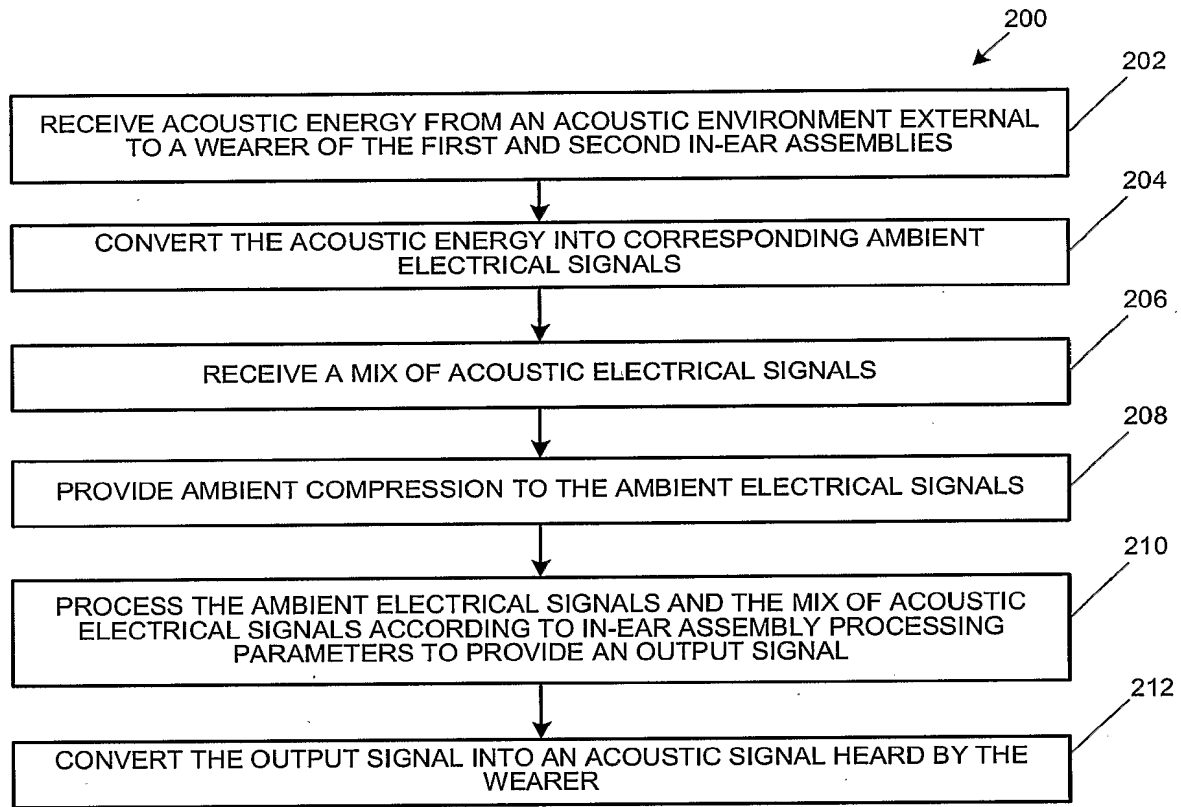 200
202
RECEIVE ACOUSTIC ENERGY FROM AN ACOUSTIC ENVIRONMENT EXTERNAL
TO A WEARER OF THE FIRST AND SECOND IN-EAR ASSEMBLIES
204
CONVERT THE ACOUSTIC ENERGY INTO CORRESPONDING AMBIENT
ELECTRICAL SIGNALS
206
RECEIVE A MIX OF ACOUSTIC ELECTRICAL SIGNALS
208
PROVIDE AMBIENT COMPRESSION TO THE AMBIENT ELECTRICAL SIGNALS
210
PROCESS THE AMBIENT ELECTRICAL SIGNALS AND THE MIX OF ACOUSTIC
ELECTRICAL SIGNALS ACCORDING TO IN-EAR ASSEMBLY PROCESSING
PARAMETERS TO PROVIDE AN OUTPUT SIGNAL
212
CONVERT THE OUTPUT SIGNAL INTO AN ACOUSTIC SIGNAL HEARD BY THE
WEARER